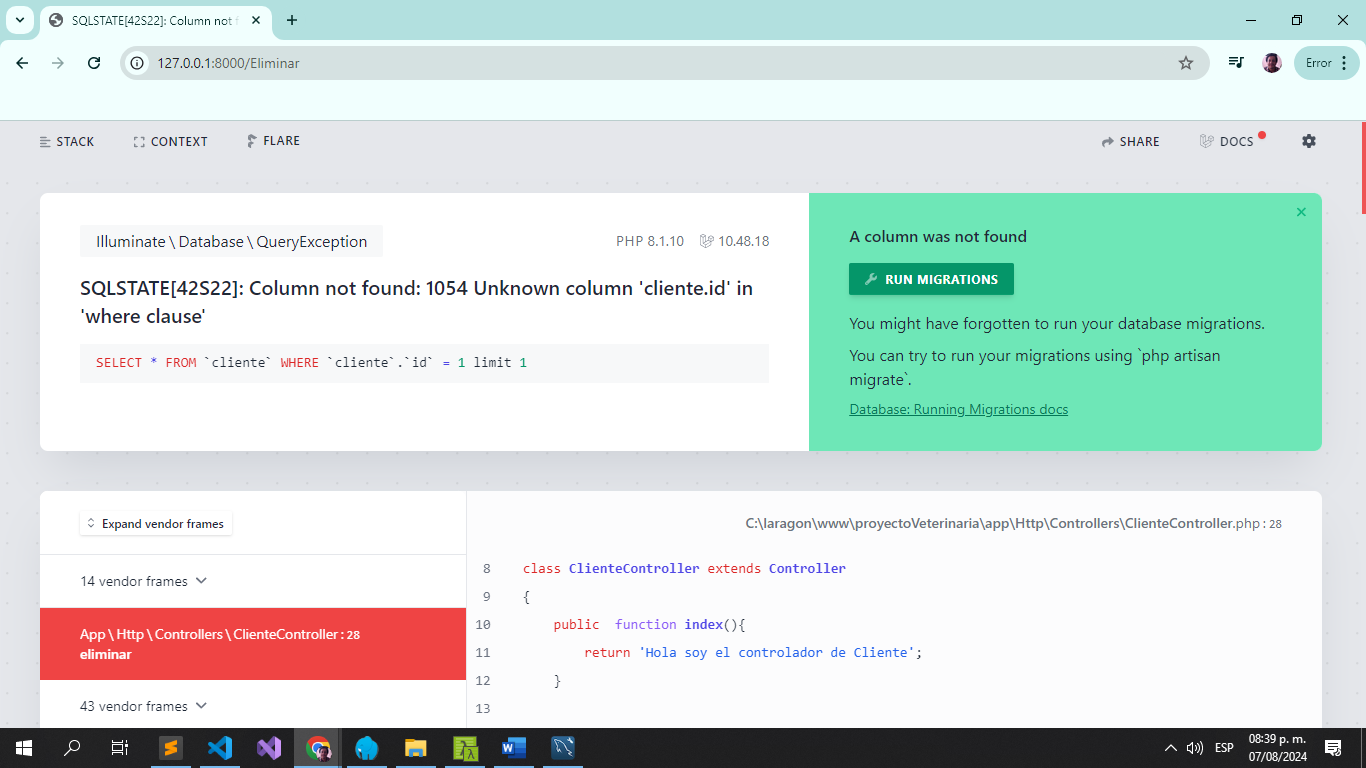 SQLSTATE[42S22]: Column not f
127.0.0.1:8000/Eliminar
Error
STACK
CONTEXT
FLARE
SHARE
DOCS
Illuminate \ Database \ QueryException
PHP 8.1.10
10.48.18
SQLSTATE[42S22]: Column not found: 1054 Unknown column 'cliente.id' in
'where clause'
SELECT * FROM `cliente` WHERE `cliente`.`id` = 1 limit 1
A column was not found
RUN MIGRATIONS
You might have forgotten to run your database migrations.
You can try to run your migrations using `php artisan
migrate`.
Database: Running Migrations docs
Expand vendor frames
14 vendor frames
App \ Http \ Controllers \ ClienteController : 28
eliminar
43 vendor frames
C:\laragon\www\proyectoVeterinaria\app\Http\Controllers\ClienteController.php : 28
8 class ClienteController extends Controller
9 {
10 public function index(){
11 return 'Hola soy el controlador de Cliente';
12 }
13
ESP
08:39 p. m.
07/08/2024